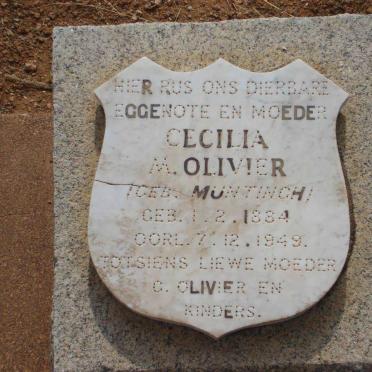 HIER RUS ONS DIERBARE
EGGENOTE EN MOEDER
CECILIA
M. OLIVIER
(GEB. MUNTINGH)
GEB. 1.2.1884
OORL. 7.12.1949.
TOTSIENS LIEWE MOEDER
G. OLIVIER EN
KINDERS.